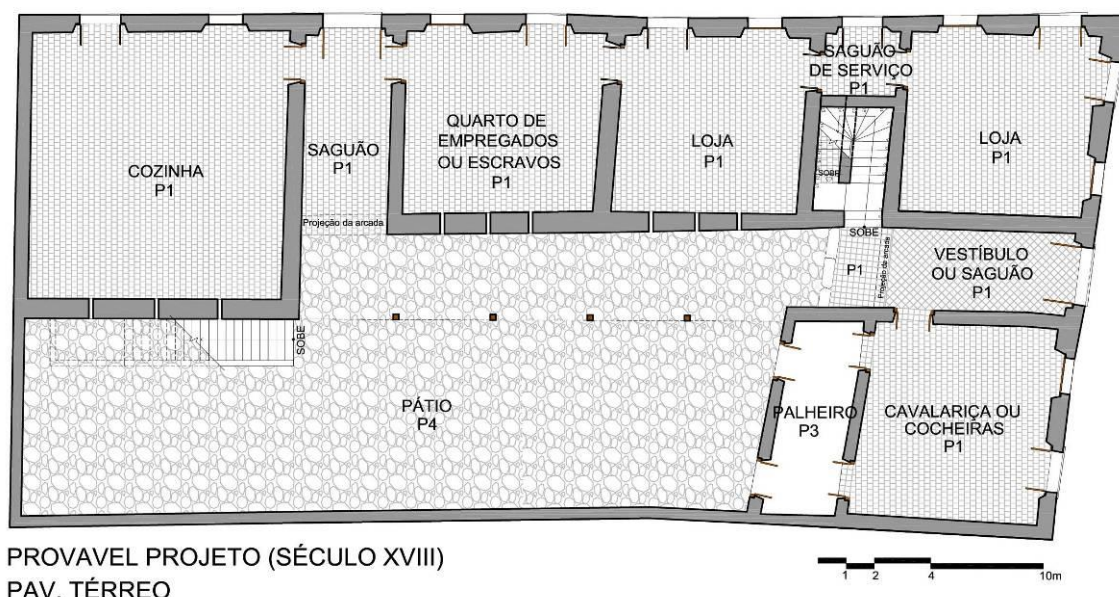 SAGUÃO
DE SERVIÇO
P1
COZINHA
P1
SAGUÃO
P1
QUARTO DE
EMPREGADOS
OU ESCRAVOS
P1
LOJA
P1
LOJA
P1
SOBE
Projeção da arcada
SOBE
P1
Projeção da arcada
VESTÍBULO
OU SAGUÃO
P1
SOBE
PÁTIO
P4
PALHEIRO
P3
CAVALARIÇA OU
COCHEIRAS
P1
PROVAVEL PROJETO (SÉCULO XVIII)
PAV. TÉRREO
1 2 4 10m